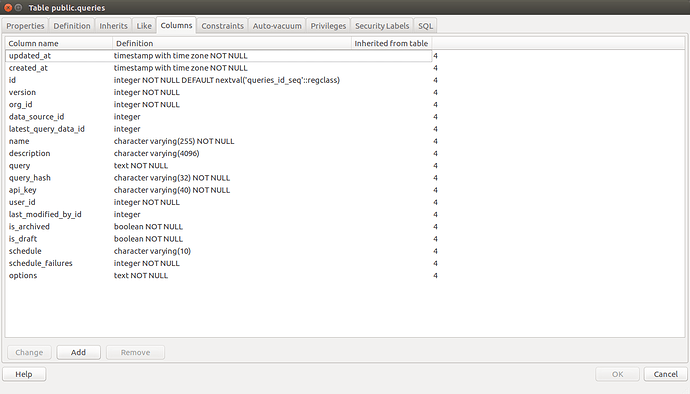 Table public.queries
Properties Definition Inherits Like Columns Constraints Auto-vacuum Privileges Security Labels SQL
Column name Definition Inherited from table
updated_at timestamp with time zone NOT NULL 4
created_at timestamp with time zone NOT NULL 4
id integer NOT NULL DEFAULT nextval('queries_id_seq'::regclass) 4
version integer NOT NULL 4
org_id integer NOT NULL 4
data_source_id integer 4
latest_query_data_id integer 4
name character varying(255) NOT NULL 4
description character varying(4096) 4
query text NOT NULL 4
query_hash character varying(32) NOT NULL 4
api_key character varying(40) NOT NULL 4
user_id integer NOT NULL 4
last_modified_by_id integer 4
is_archived boolean NOT NULL 4
is_draft boolean NOT NULL 4
schedule character varying(10) 4
schedule_failures integer NOT NULL 4
options text NOT NULL 4
Change Add Remove
Help OK Cancel